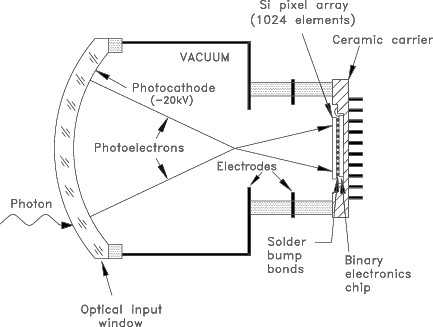 Si pixel array
(1024 elements)
Ceramic carrier
VACUUM
Photocathode
(-20kV)
Photoelectrons
Electrodes
Photon
Solder
bump
bonds
Binary
electronics
chip
Optical input
window